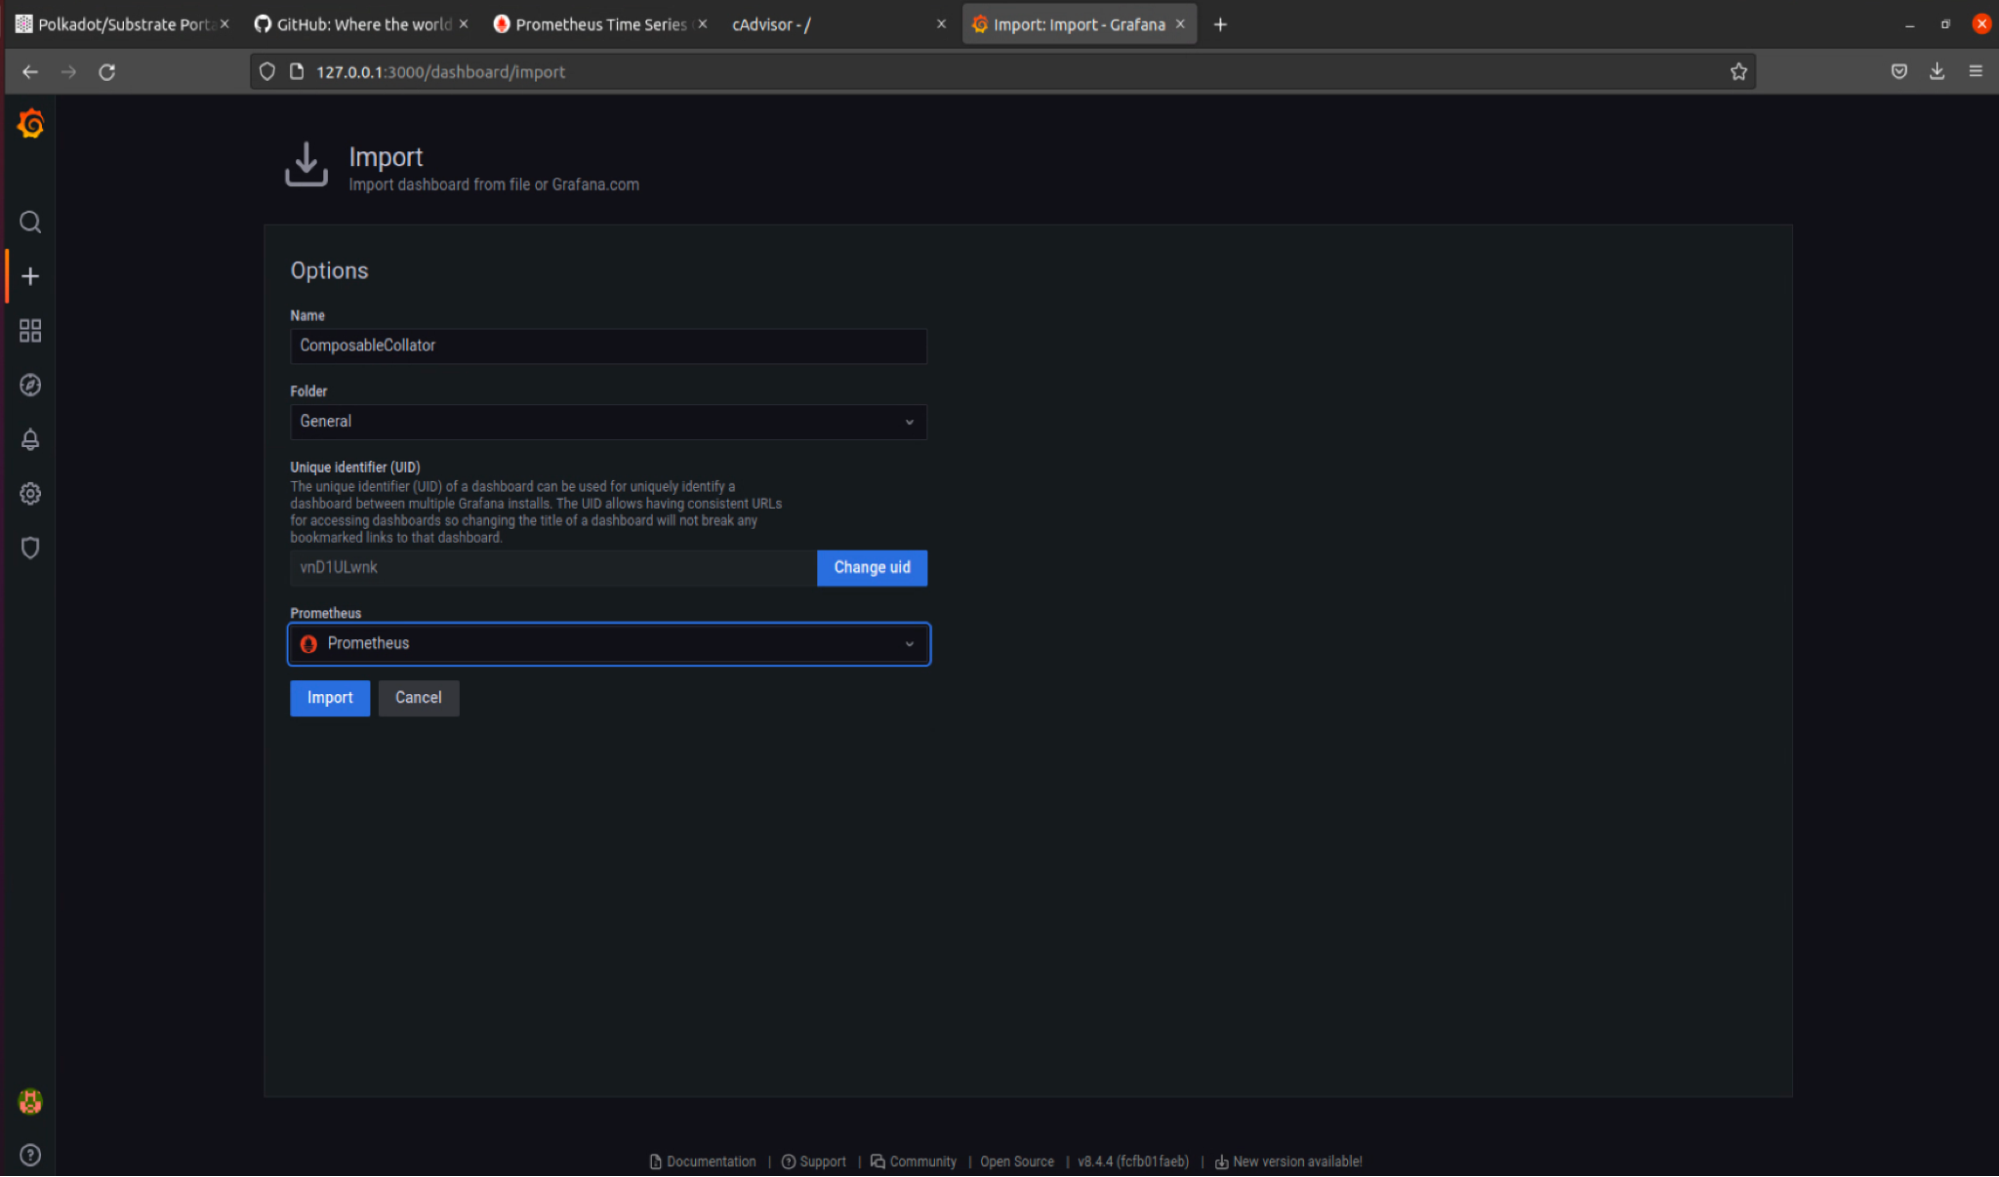 Polkadot/Substrate Porta
GitHub: Where the world
Prometheus Time Series
cAdvisor - /
Import: Import - Grafana
127.0.0.1:3000/dashboard/import
Import
Import dashboard from file or Grafana.com
Options
Name
ComposableCollator
Folder
General
Unique identifier (UID)
The unique identifier (UID) of a dashboard can be used for uniquely identify a
dashboard between multiple Grafana installs. The UID allows having consistent URLs
for accessing dashboards so changing the title of a dashboard will not break any
bookmarked links to that dashboard.
vnD1ULwnk
Change uid
Prometheus
Prometheus
Import Cancel
Documentation | Support | Community | Open Source | v8.4.4 (fcfb01faeb) | New version available!